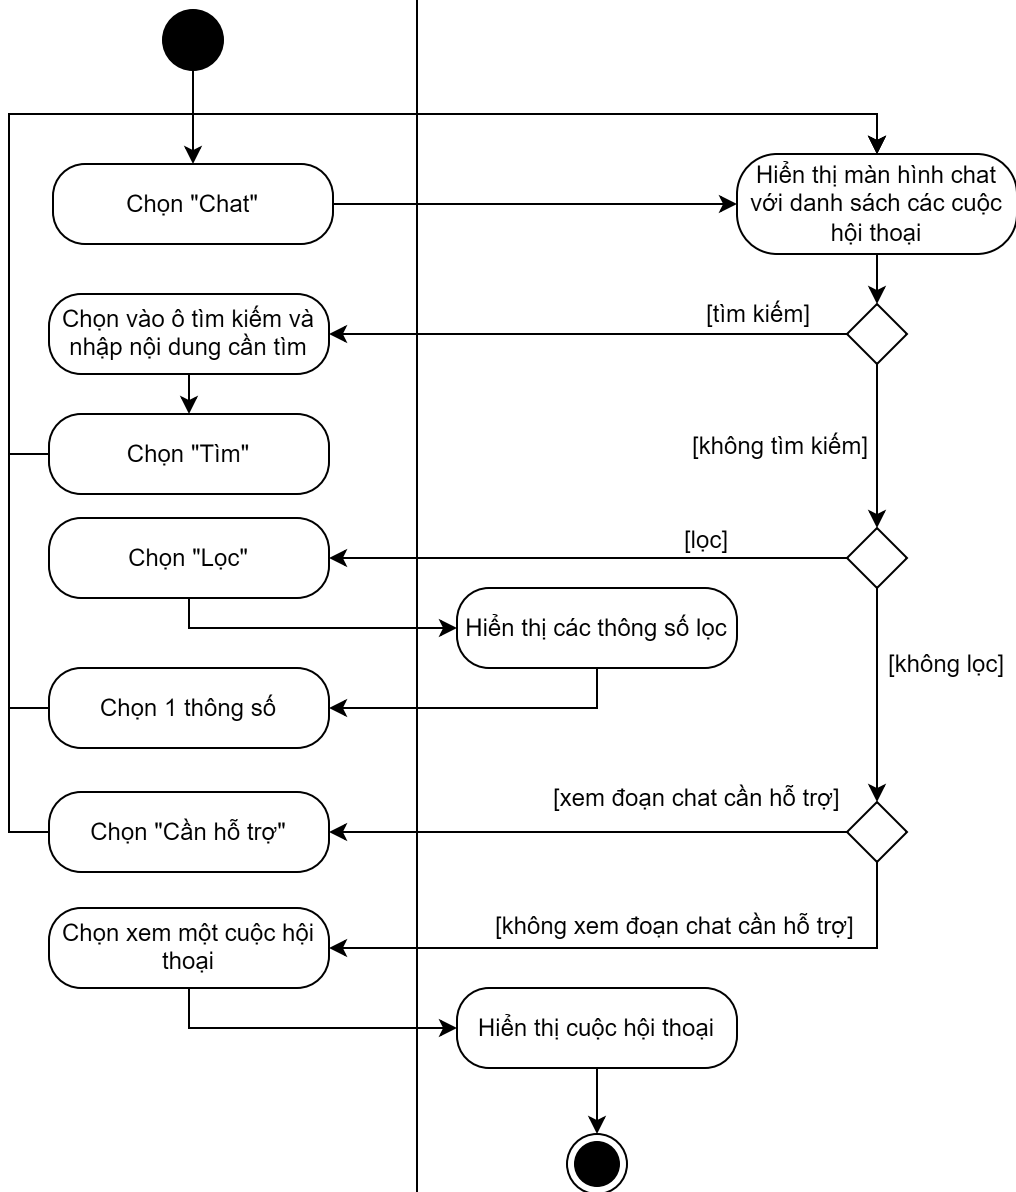 Chọn "Chat"
Hiển thị màn hình chat
với danh sách các cuộc
hội thoại
[tìm kiếm]
Chọn vào ô tìm kiếm và
nhập nội dung cần tìm
[không tìm kiếm]
Chọn "Tìm"
[lọc]
Chọn "Lọc"
Hiển thị các thông số lọc
[không lọc]
Chọn 1 thông số
[xem đoạn chat cần hỗ trợ]
Chọn "Cần hỗ trợ"
[không xem đoạn chat cần hỗ trợ]
Chọn xem một cuộc hội
thoại
Hiển thị cuộc hội thoại